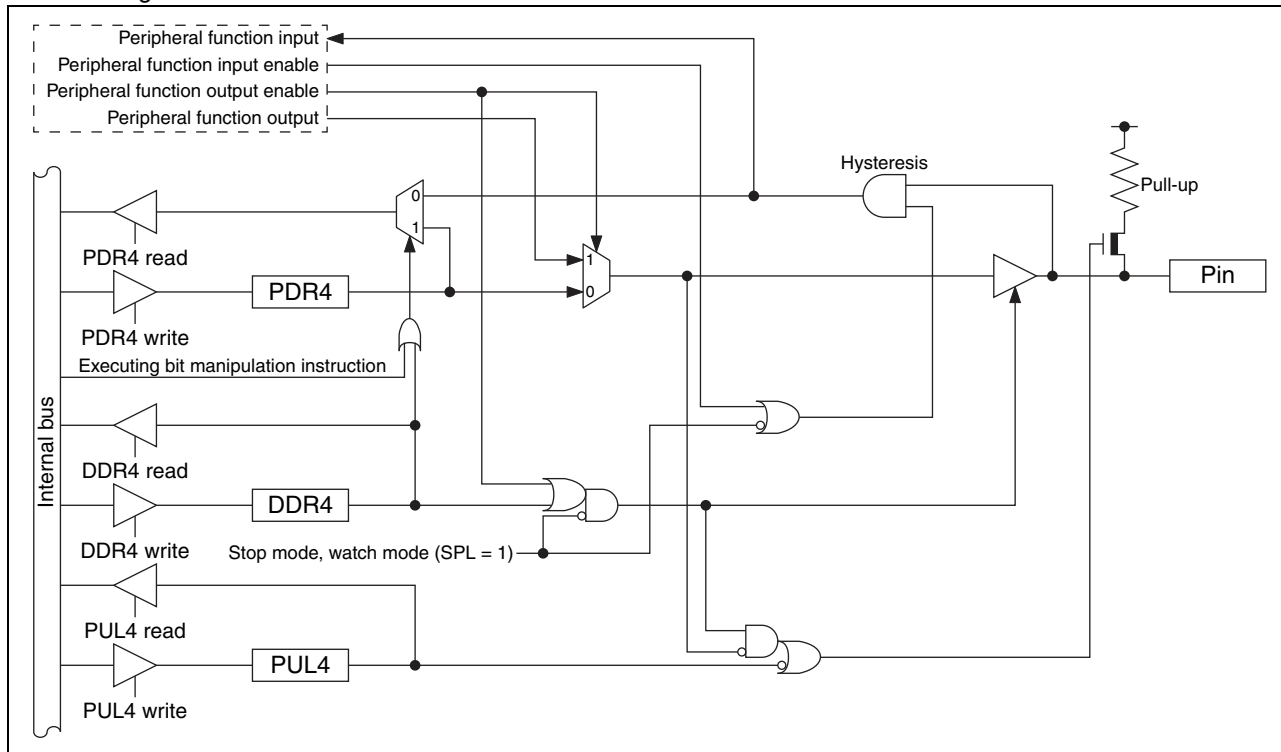 Peripheral function input
Peripheral function input enable
Peripheral function output enable
Peripheral function output
Hysteresis
Pull-up
0
1
PDR4 read
1
PDR4
0
Pin
PDR4 write
Executing bit manipulation instruction
Internal bus
DDR4 read
DDR4
DDR4 write
Stop mode, watch mode (SPL = 1)
PUL4 read
PUL4
PUL4 write